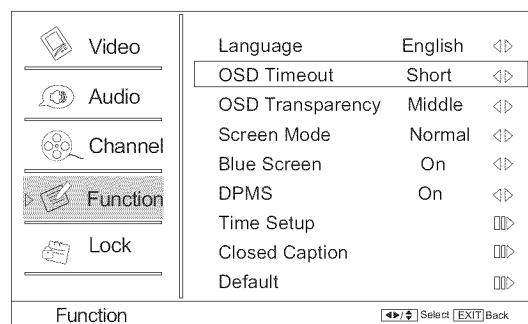 Video
Audio
Channel
Function
Lock
Language English
OSD Timeout Short
OSD Transparency Middle
Screen Mode Normal
Blue Screen On
DPMS On
Time Setup
Closed Caption
Default
Function
Select EXIT Back